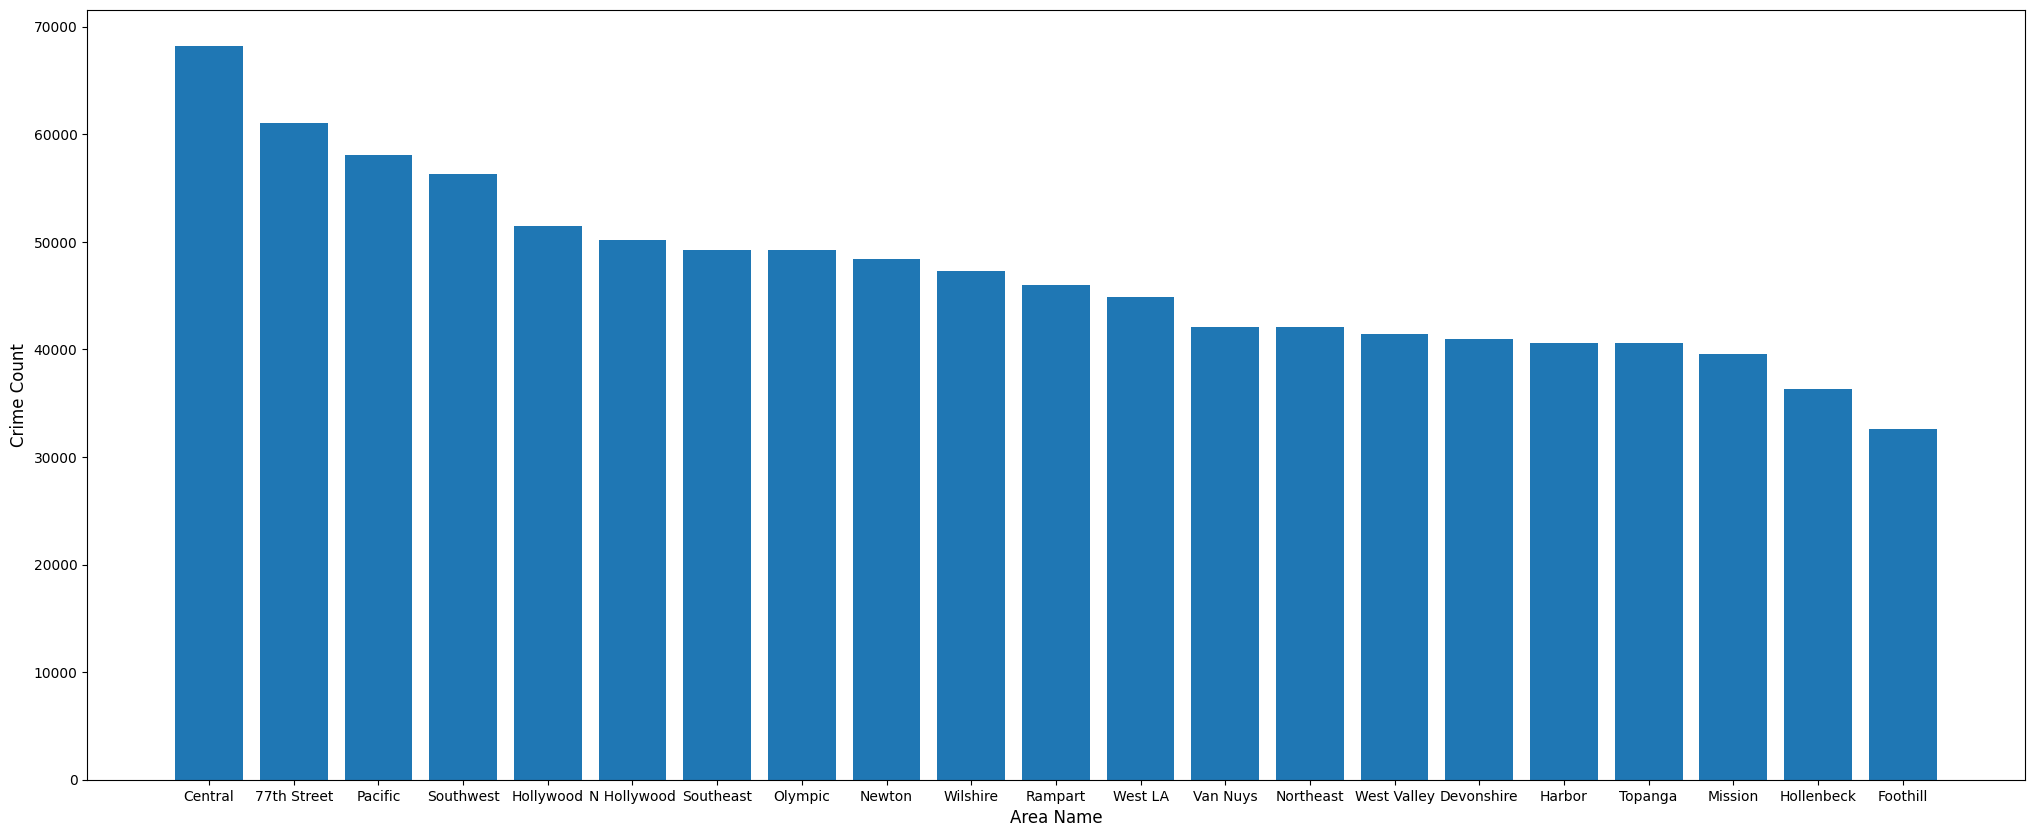 70000
60000
50000
40000
30000
20000
10000
0
Crime Count
Central 77th Street Pacific Southwest Hollywood N Hollywood Southeast Olympic Newton Wilshire Rampart West LA Van Nuys Northeast West Valley Devonshire Harbor Topanga Mission Hollenbeck Foothill
Area Name